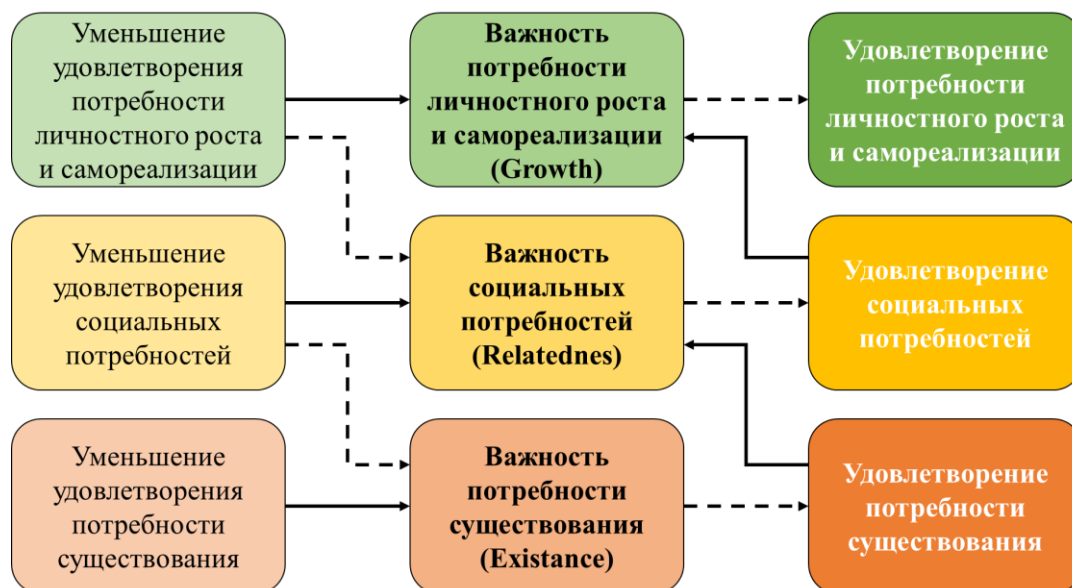 Уменьшение
удовлетворения
потребности
личностного роста
и самореализации
Важность
потребности
личностного роста
и самореализации
(Growth)
Удовлетворение
потребности
личностного роста
и самореализации
Уменьшение
удовлетворения
социальных
потребностей
Важность
социальных
потребностей
(Relatednes)
Удовлетворение
социальных
потребностей
Уменьшение
удовлетворения
потребности
существования
Важность
потребности
существования
(Existance)
Удовлетворение
потребности
существования